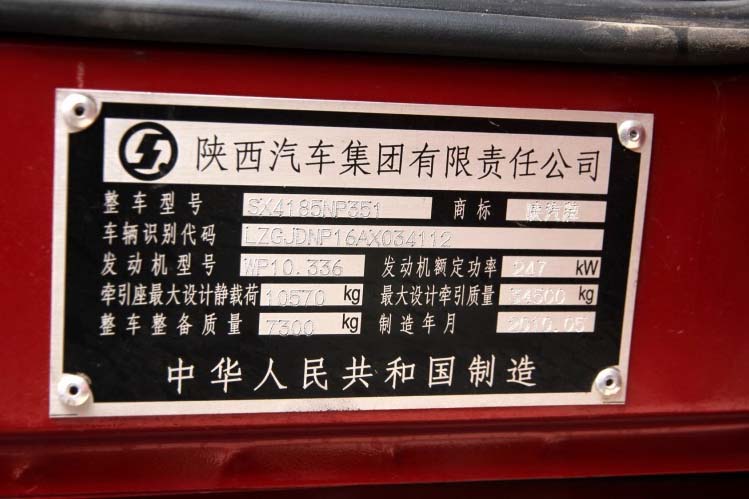 陕西汽车集团有限责任公司
整车型号 SX4185NP351 商标 陕汽牌
车辆识别代码 LZGJDNP16AX034112
发动机型号 WP10.336 发动机额定功率 247 kW
牵引座最大设计静载荷 10570 kg 最大设计牵引质量 34500 kg
整车整备质量 7300 kg 制造年月 2010.05
中华人民共和国制造